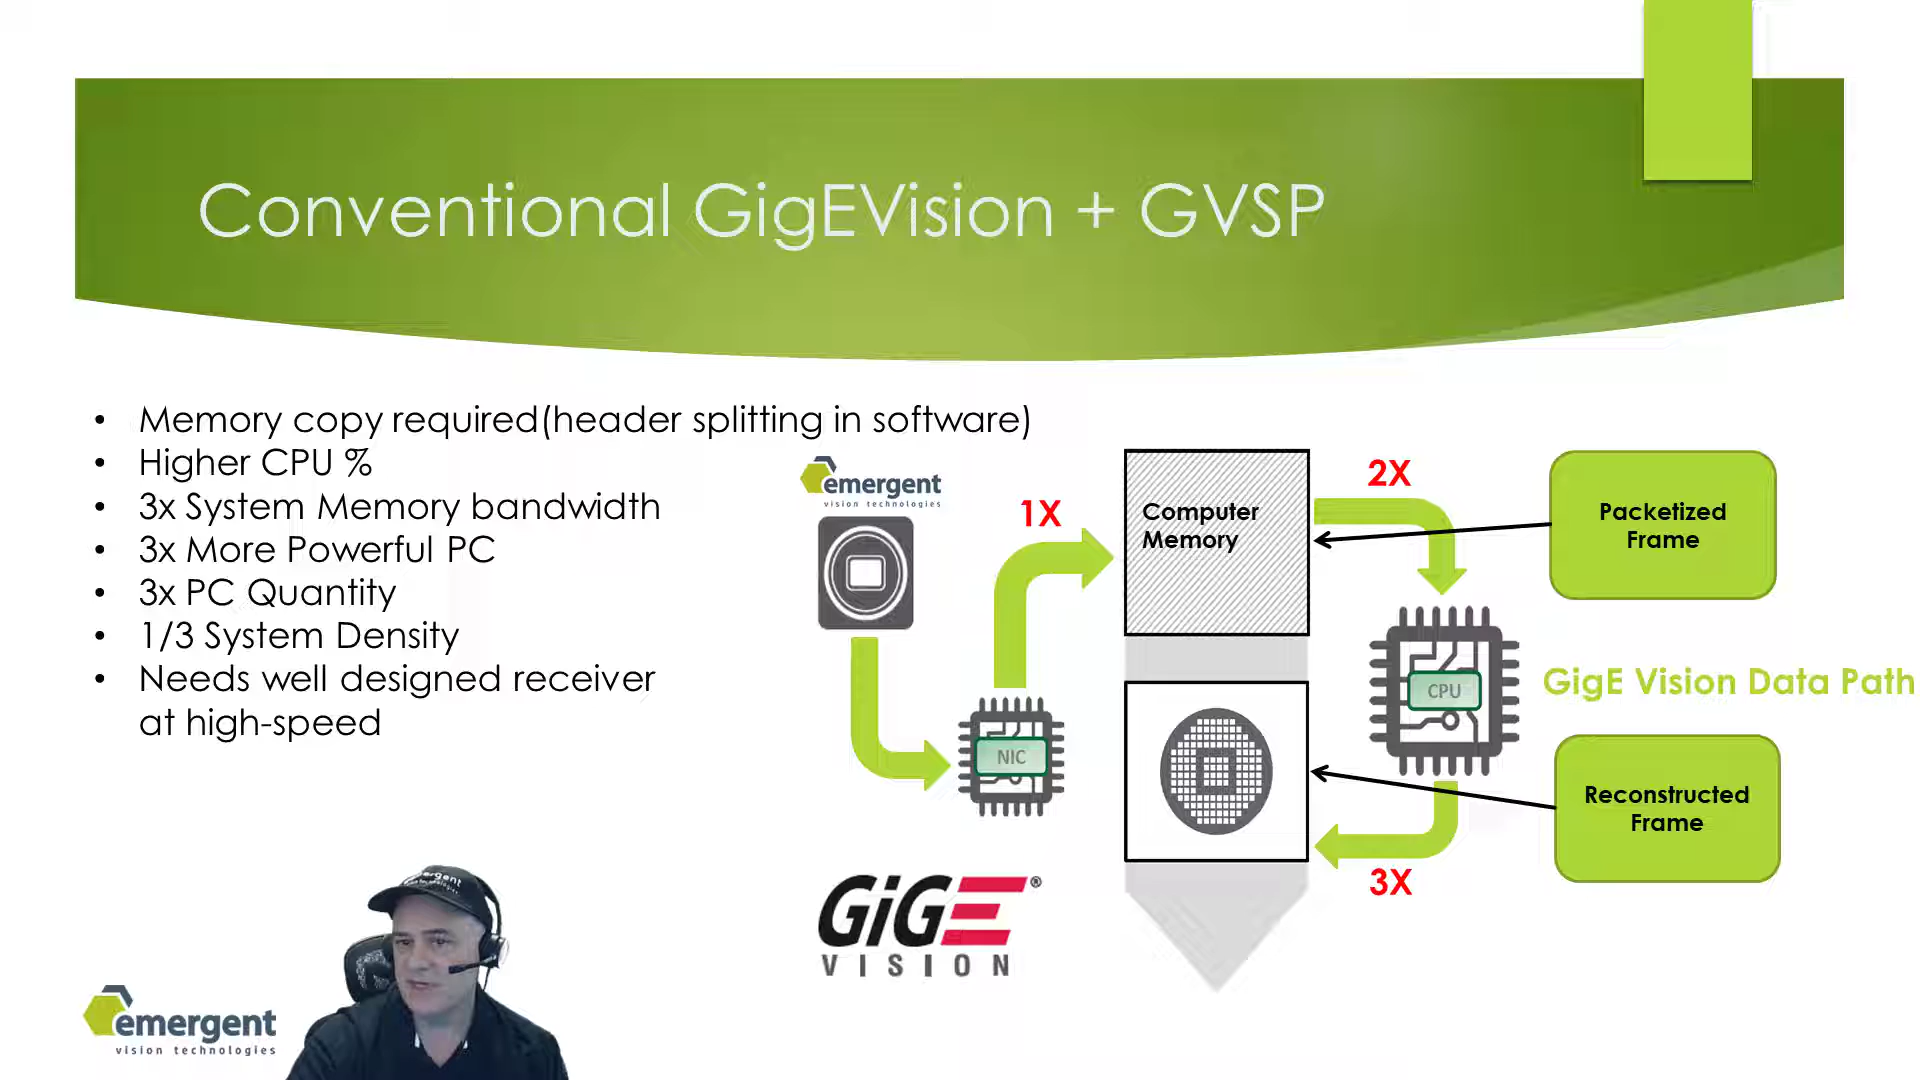 Conventional GigEVision + GVSP
• Memory copy required(header splitting in software)
• Higher CPU %
• 3x System Memory bandwidth
• 3x More Powerful PC
• 3x PC Quantity
• 1/3 System Density
• Needs well designed receiver
at high-speed
emergent
vision technologies
1X
Computer
Memory
2X
Packetized
Frame
CPU
GigE Vision Data Path
NIC
Reconstructed
Frame
3X
GiGE®
VISION
emergent
emergent
vision technologies